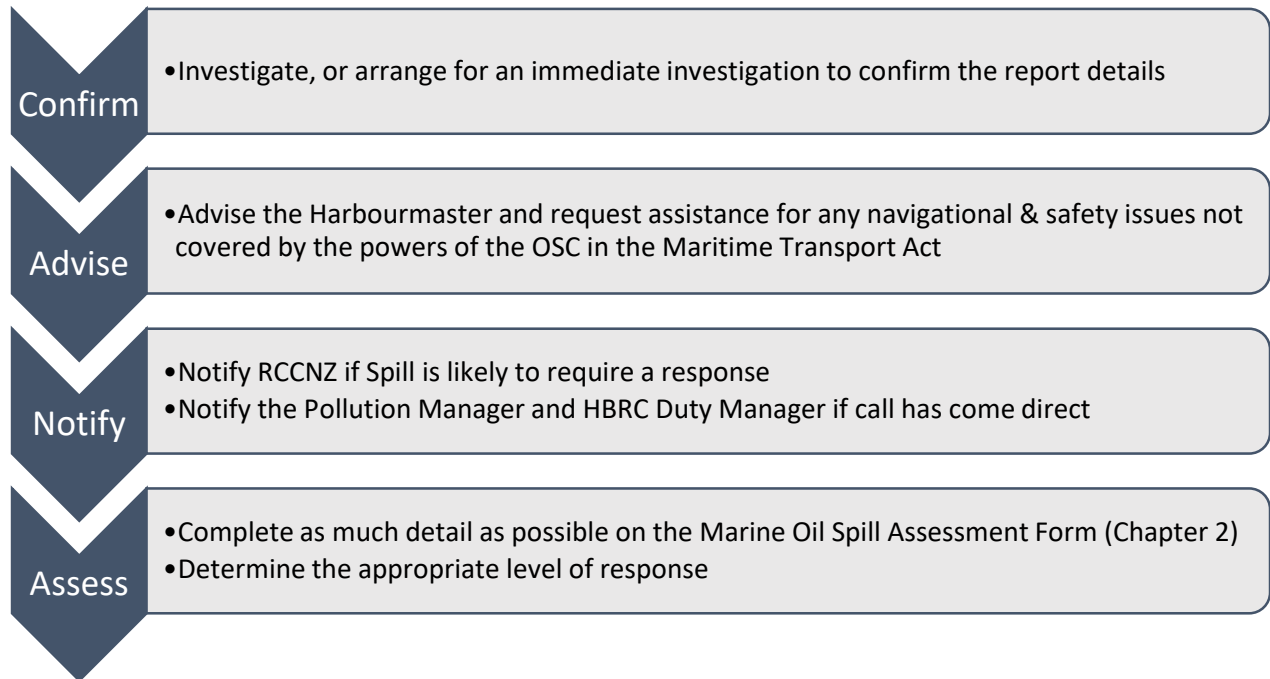 Confirm
•Investigate, or arrange for an immediate investigation to confirm the report details
Advise
•Advise the Harbourmaster and request assistance for any navigational & safety issues not
covered by the powers of the OSC in the Maritime Transport Act
Notify
•Notify RCCNZ if Spill is likely to require a response
•Notify the Pollution Manager and HBRC Duty Manager if call has come direct
Assess
•Complete as much detail as possible on the Marine Oil Spill Assessment Form (Chapter 2)
•Determine the appropriate level of response